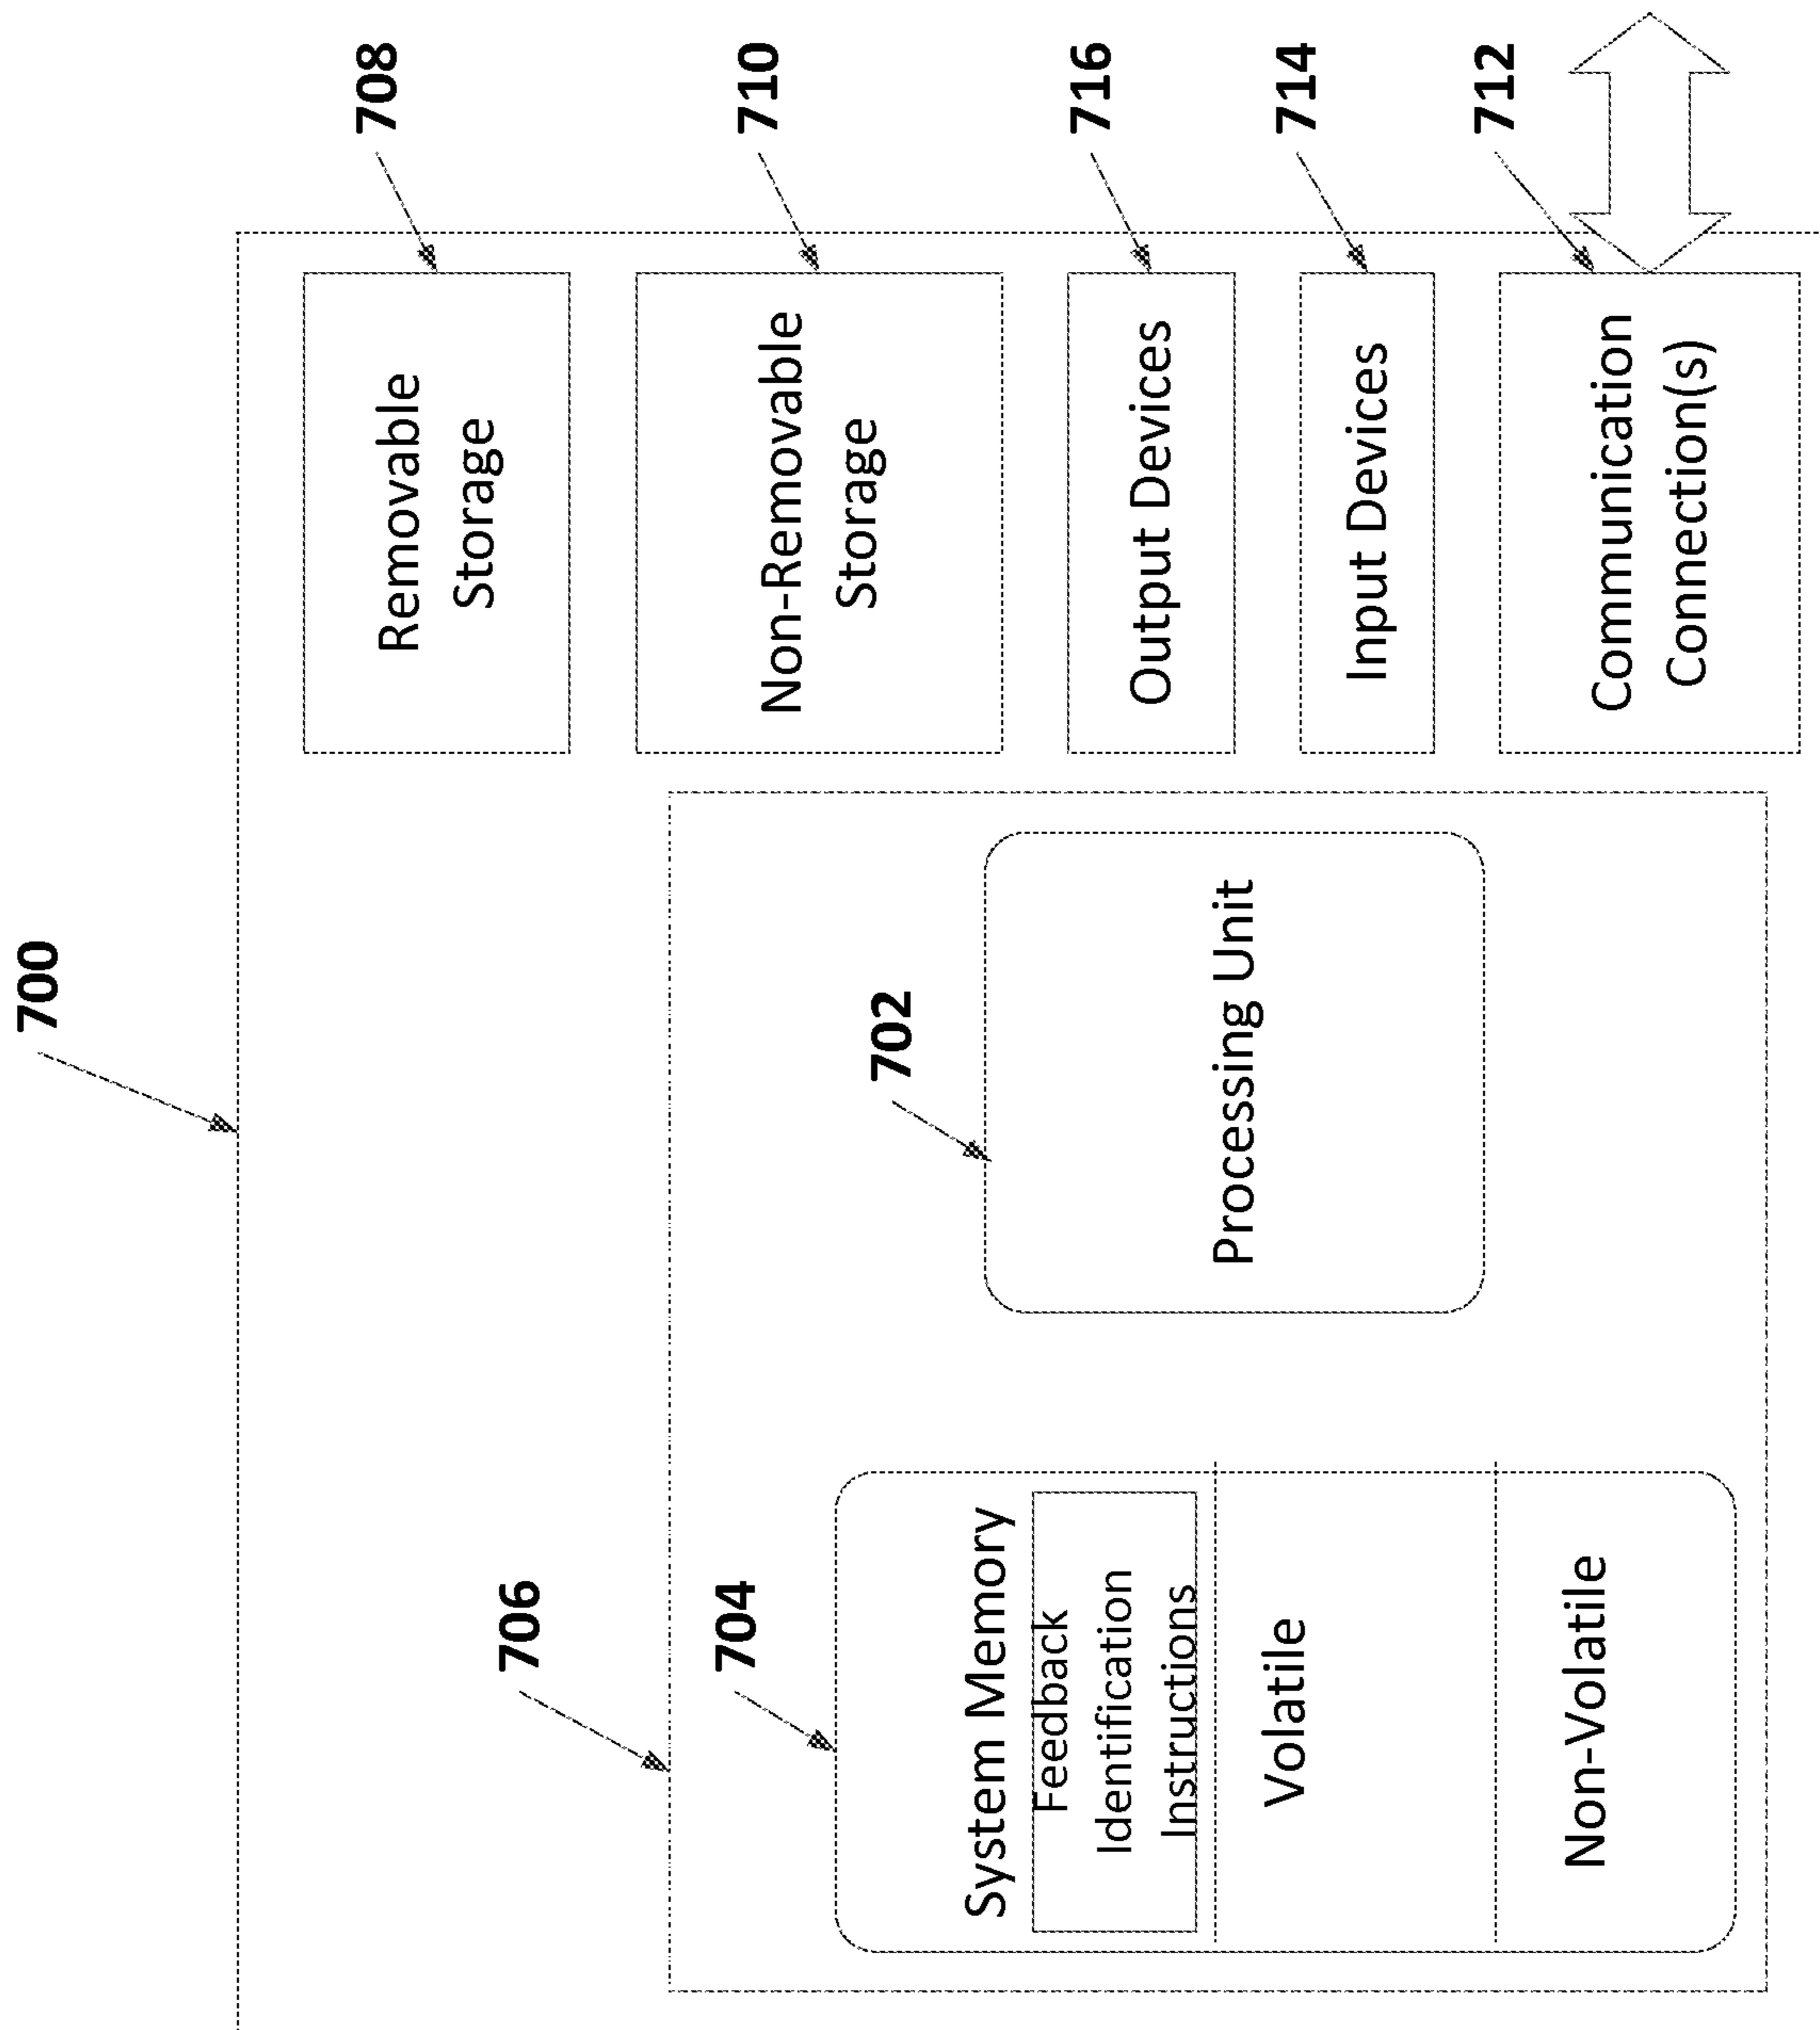 700
706
704
System Memory
Feedback
Identification
Instructions
Volatile
Non-Volatile
702
Processing Unit
708
Removable
Storage
710
Non-Removable
Storage
716
Output Devices
714
Input Devices
712
Communication
Connection(s)